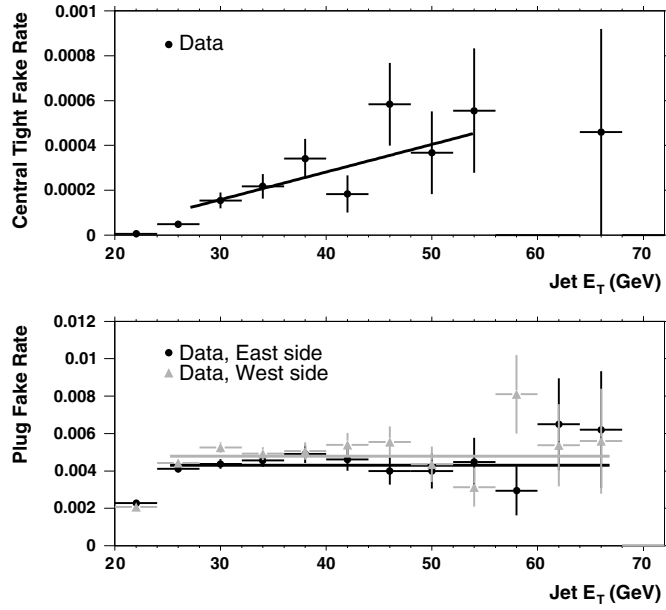 Central Tight Fake Rate
0.001
0.0008
0.0006
0.0004
0.0002
0
Data
20 30 40 50 60 70
Jet E_T (GeV)
Plug Fake Rate
0.012
0.01
0.008
0.006
0.004
0.002
0
Data, East side
Data, West side
20 30 40 50 60 70
Jet E_T (GeV)